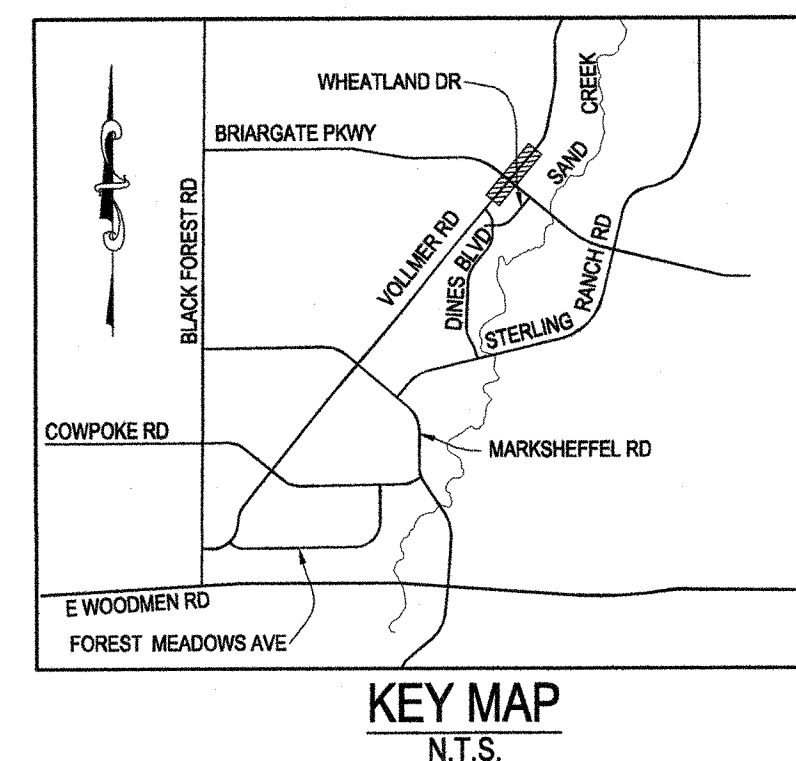 WHEATLAND DR
CREEK
BRIARGATE PKWY
SAND
BLACK FOREST RD
VOLLMER RD
DINES BLVD
STERLING RANCH RD
COWPOKE RD
MARKSHEFFEL RD
E WOODMEN RD
FOREST MEADOWS AVE
KEY MAP
N.T.S.